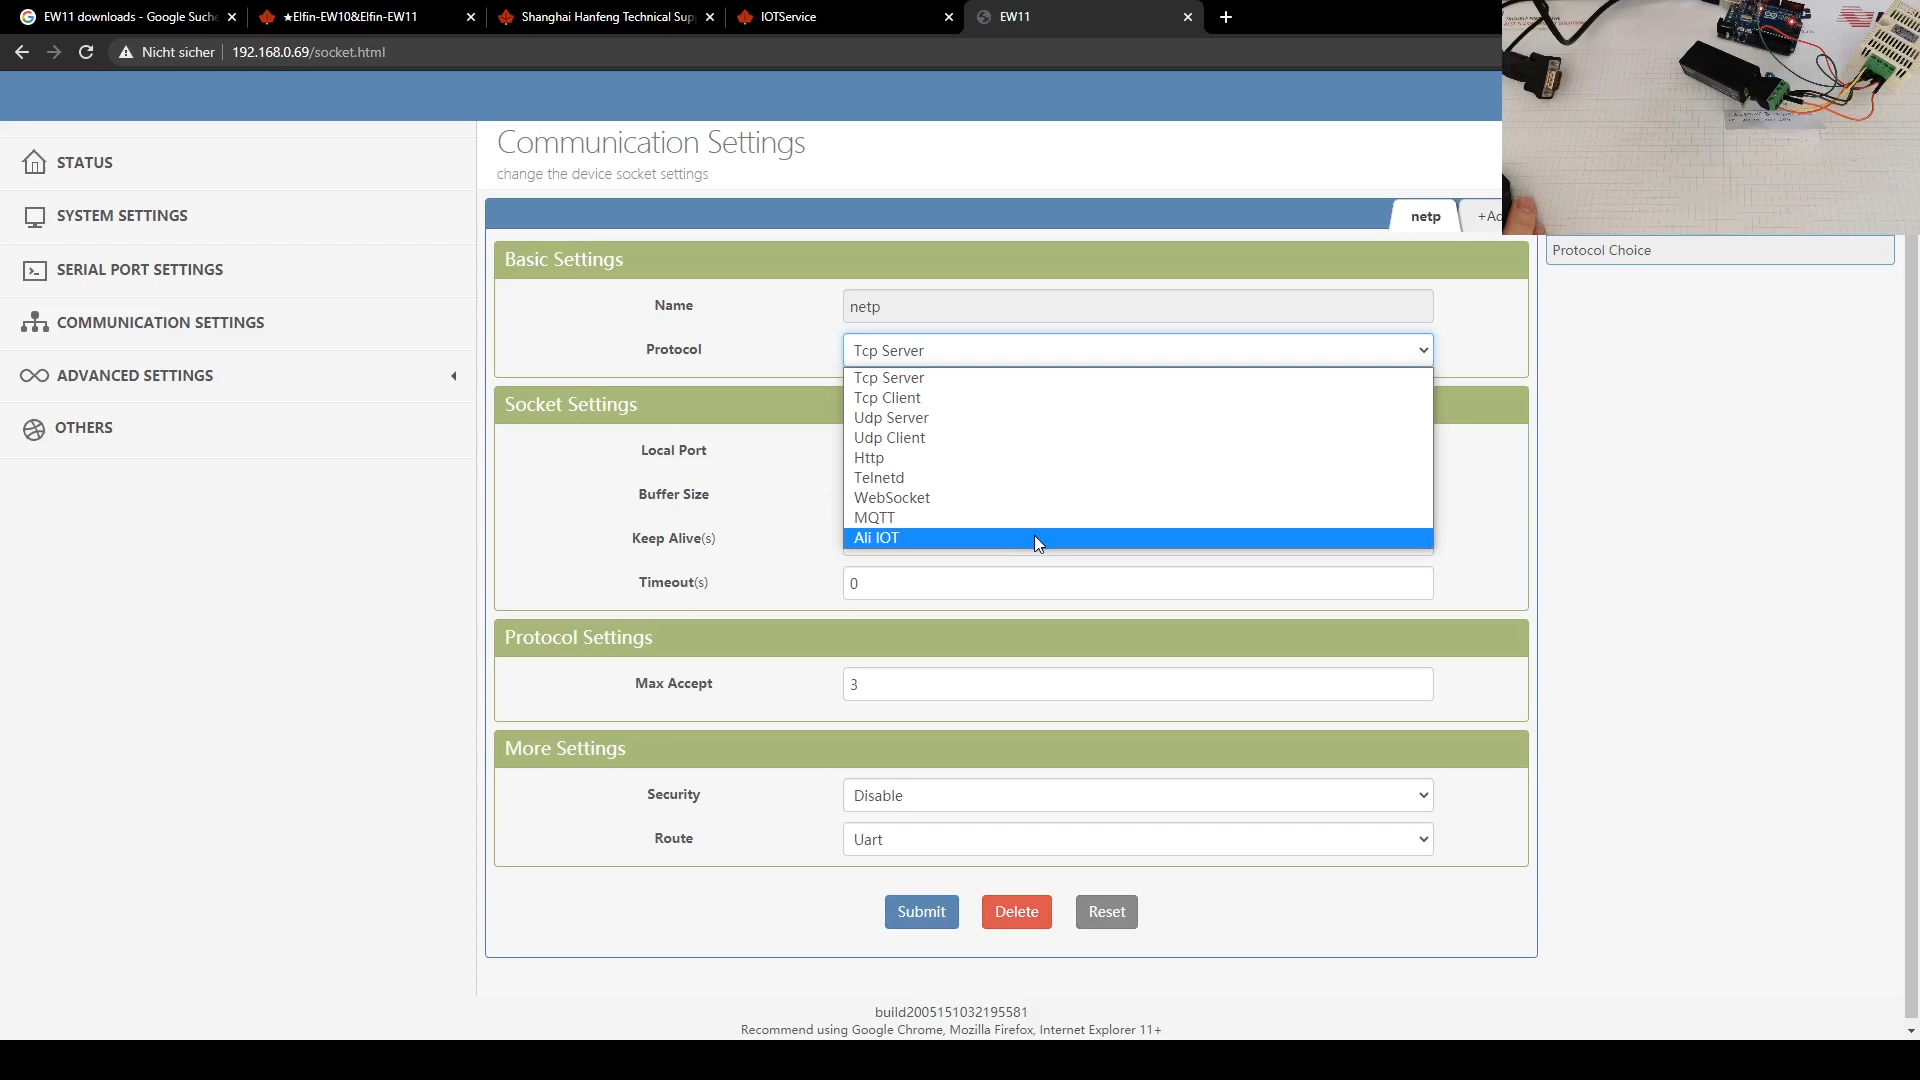 EW11 downloads - Google Suche
★Elfin-EW10&Elfin-EW11
Shanghai Hanfeng Technical Sup
IOTService
EW11
Nicht sicher
192.168.0.69/socket.html
STATUS
SYSTEM SETTINGS
SERIAL PORT SETTINGS
COMMUNICATION SETTINGS
ADVANCED SETTINGS
OTHERS
Communication Settings
change the device socket settings
netp
+Ad
Protocol Choice
Basic Settings
Name
netp
Protocol
Tcp Server
Tcp Server
Tcp Client
Udp Server
Udp Client
Http
Telnetd
WebSocket
MQTT
Ali IOT
Socket Settings
Local Port
Buffer Size
Keep Alive(s)
Timeout(s)
0
Protocol Settings
Max Accept
3
More Settings
Security
Disable
Route
Uart
Submit
Delete
Reset
build2005151032195581
Recommend using Google Chrome, Mozilla Firefox, Internet Explorer 11+